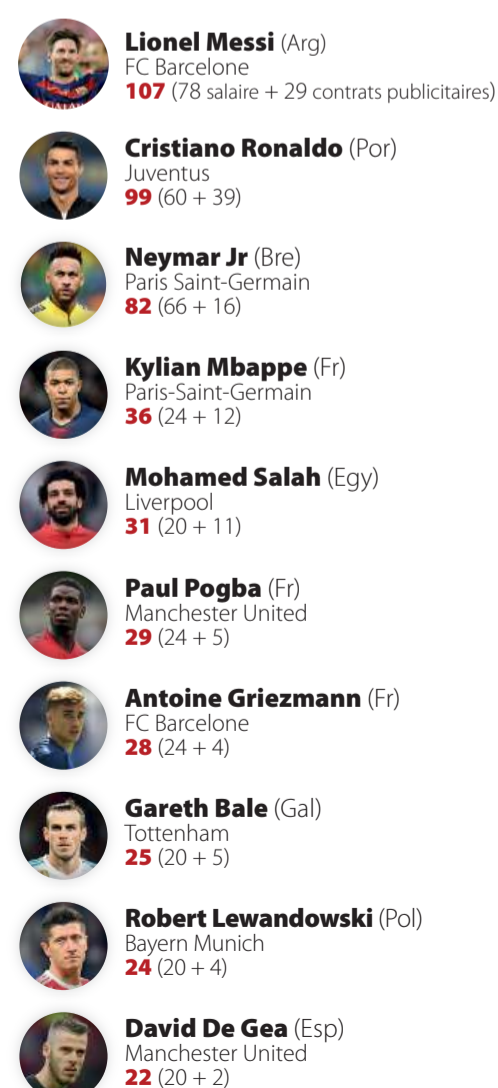 Lionel Messi (Arg)
FC Barcelone
107 (78 salaire + 29 contrats publicitaires)
Cristiano Ronaldo (Por)
Juventus
99 (60 + 39)
Neymar Jr (Bre)
Paris Saint-Germain
82 (66 + 16)
Kylian Mbappe (Fr)
Paris-Saint-Germain
36 (24 + 12)
Mohamed Salah (Egy)
Liverpool
31 (20 + 11)
Paul Pogba (Fr)
Manchester United
29 (24 + 5)
Antoine Griezmann (Fr)
FC Barcelone
28 (24 + 4)
Gareth Bale (Gal)
Tottenham
25 (20 + 5)
Robert Lewandowski (Pol)
Bayern Munich
24 (20 + 4)
David De Gea (Esp)
Manchester United
22 (20 + 2)